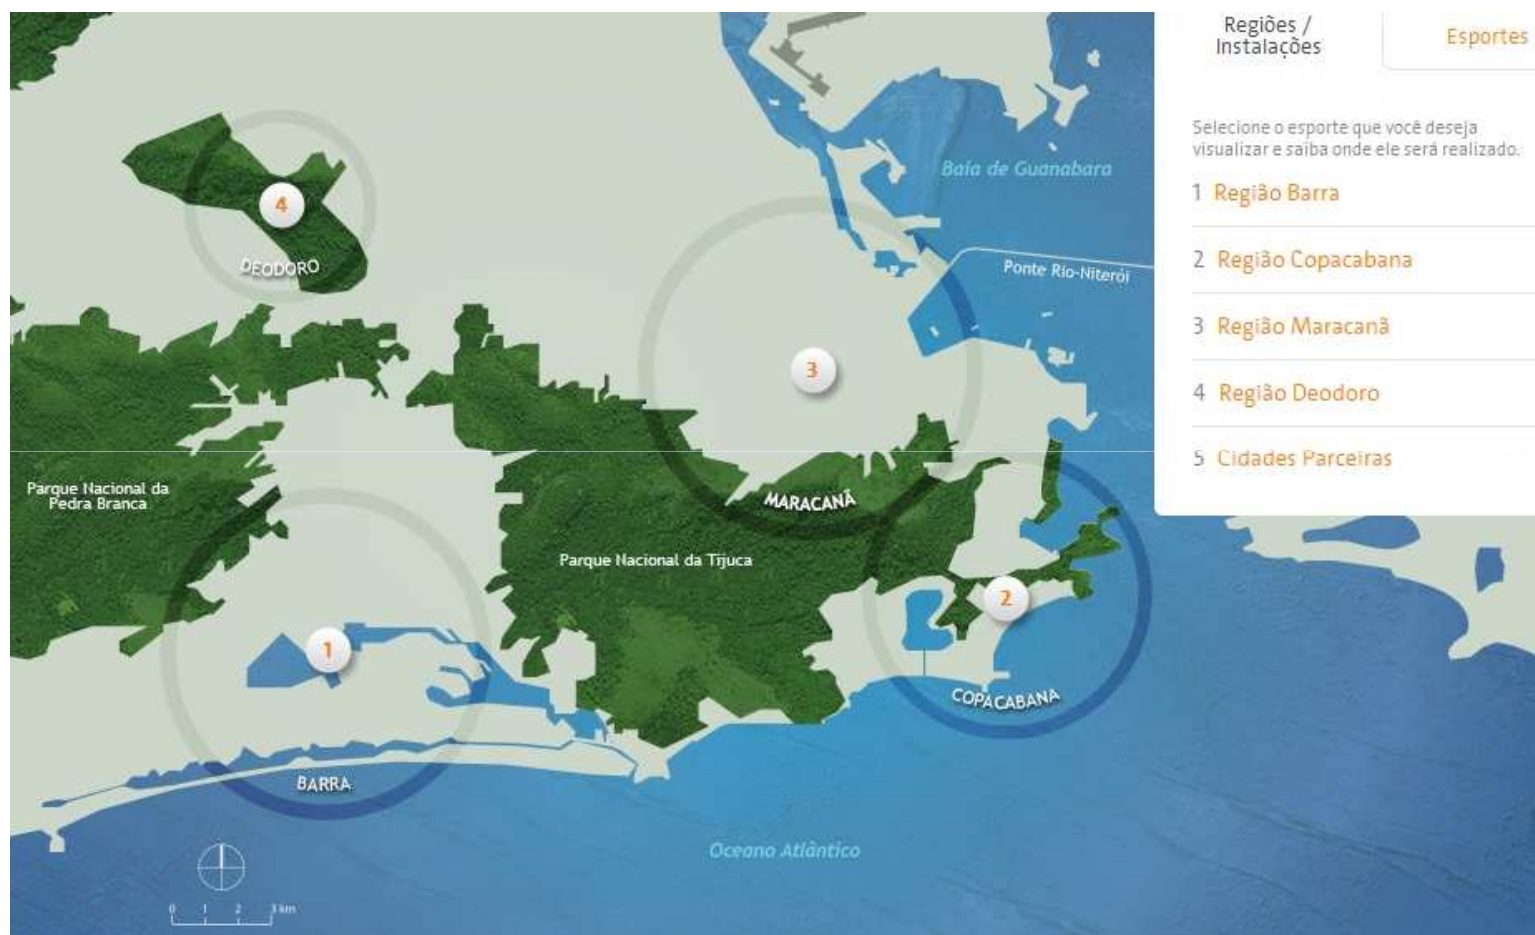 Regiões /
Instalações
Esportes
Selecione o esporte que você deseja
visualizar e saiba onde ele será realizado.
1 Região Barra
2 Região Copacabana
3 Região Maracanã
4 Região Deodoro
5 Cidades Parceiras
Baía de Guanabara
4
DEODORO
Ponte Rio-Niterói
3
Parque Nacional da
Pedra Branca
MARACANÃ
Parque Nacional da Tijuca
2
1
COPACABANA
BARRA
Oceano Atlântico
0 1 2 3 km